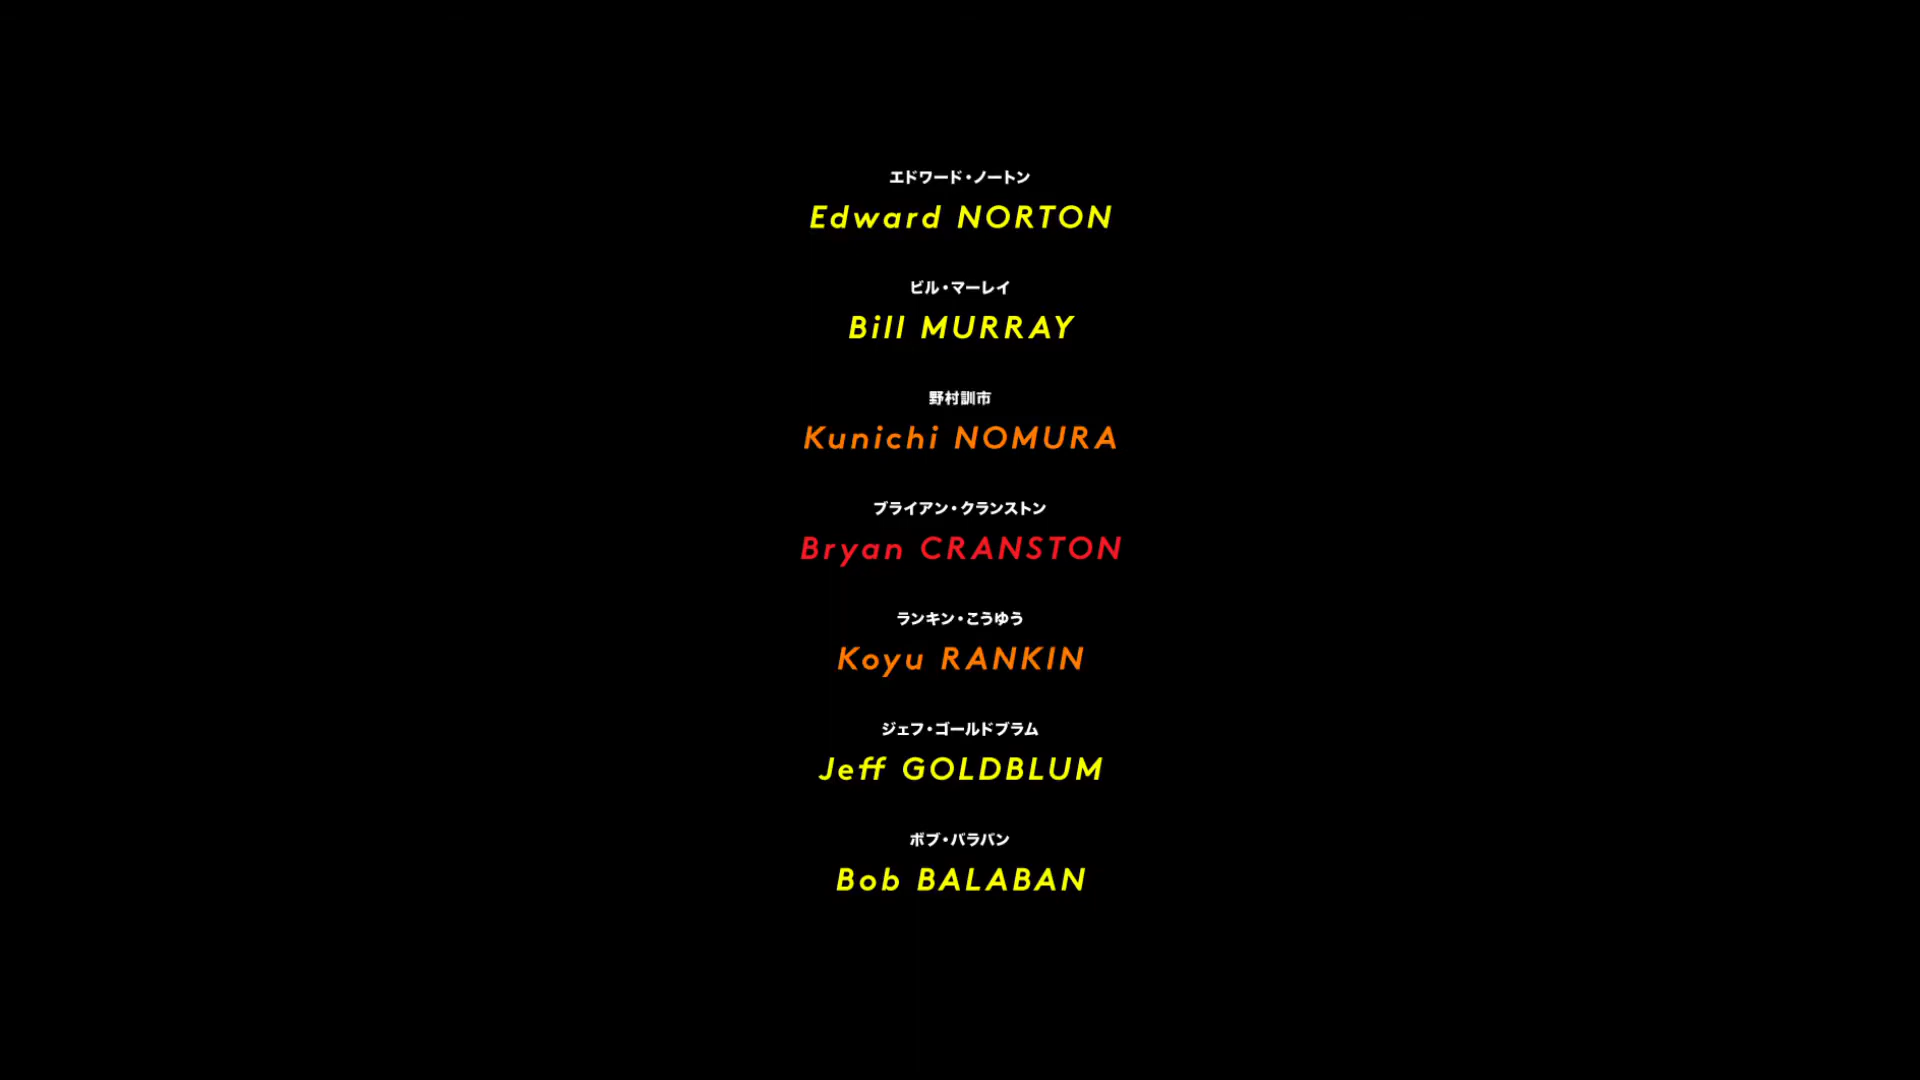 エドワード・ノートン
Edward NORTON
ビル・マーレイ
Bill MURRAY
野村訓市
Kunichi NOMURA
ブライアン・クランストン
Bryan CRANSTON
ランキン・こうゆう
Koyu RANKIN
ジェフ・ゴールドブラム
Jeff GOLDBLUM
ボブ・バラバン
Bob BALABAN